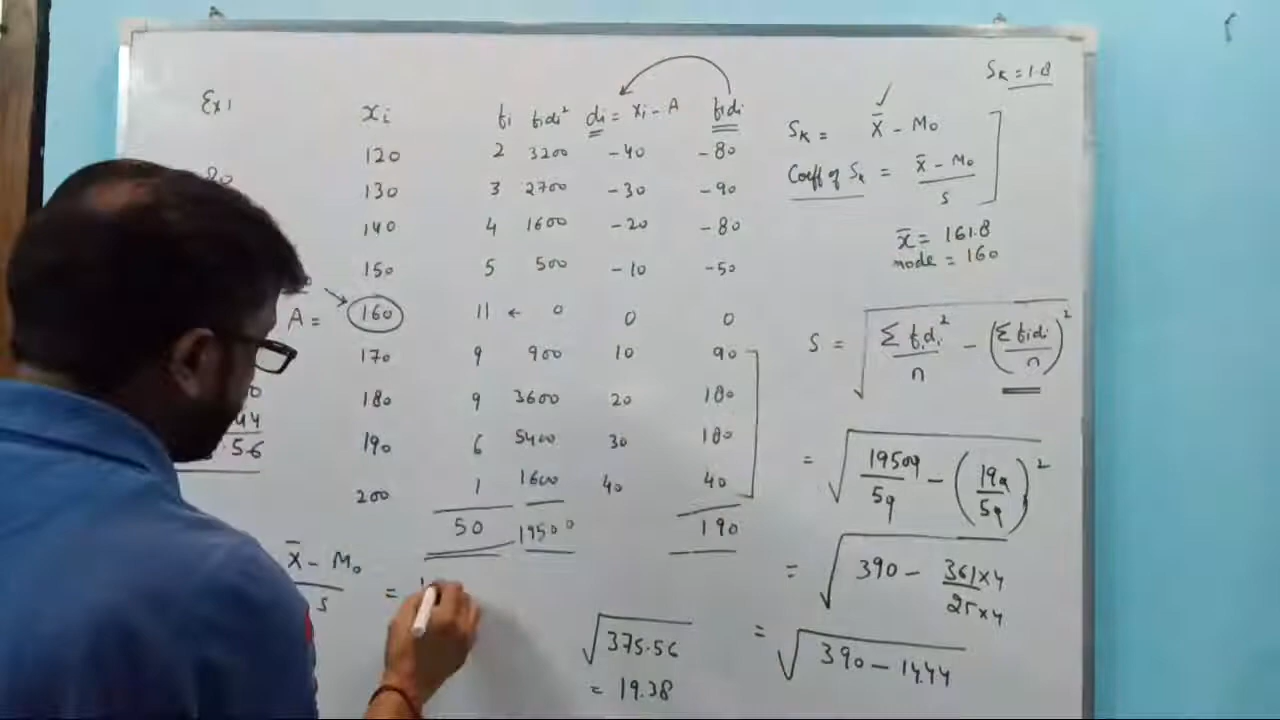 Ex 1 xi fi fidi² di = xi - A fidi
120 2 3200 -40 -80
130 3 2700 -30 -90
140 4 1600 -20 -80
150 5 500 -10 -50
A = 160 11 ← 0 0 0
170 9 900 10 90
180 9 3600 20 180
190 6 5400 30 180
200 1 1600 40 40
50 19500 190
x̄ - Mo / s =
√375.56
= 19.38
44
.56
80
Sk = 1.8
Sk = x̄ - Mo
Coeff of Sk = x̄ - Mo / s
x̄ = 161.8
mode = 160
S = √(Σfidi² / n - (Σfidi / n)²)
= √(19500 / 50 - (190 / 50)²)
= √(390 - 361×4 / 25×4)
= √(390 - 14.44)